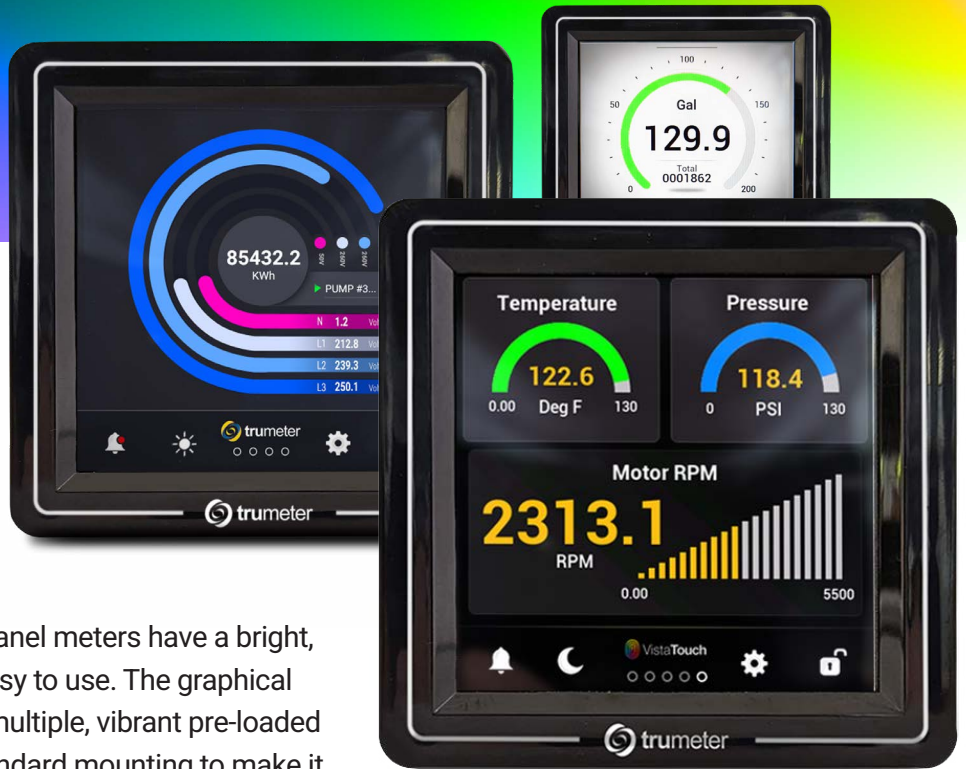 100
50
150
Gal
129.9
Total
0001862
0
200
85432.2
KWh
50V
260V
260V
PUMP #3...
N 1.2
L1 212.8
L2 239.3
L3 250.1
trumeter
trumeter
Temperature
122.6
0.00 Deg F 130
Pressure
118.4
0 PSI 130
Motor RPM
2313.1
RPM
0.00 5500
VistaTouch
trumeter
anel meters have a bright,
sy to use. The graphical
multiple, vibrant pre-loaded
ndard mounting to make it